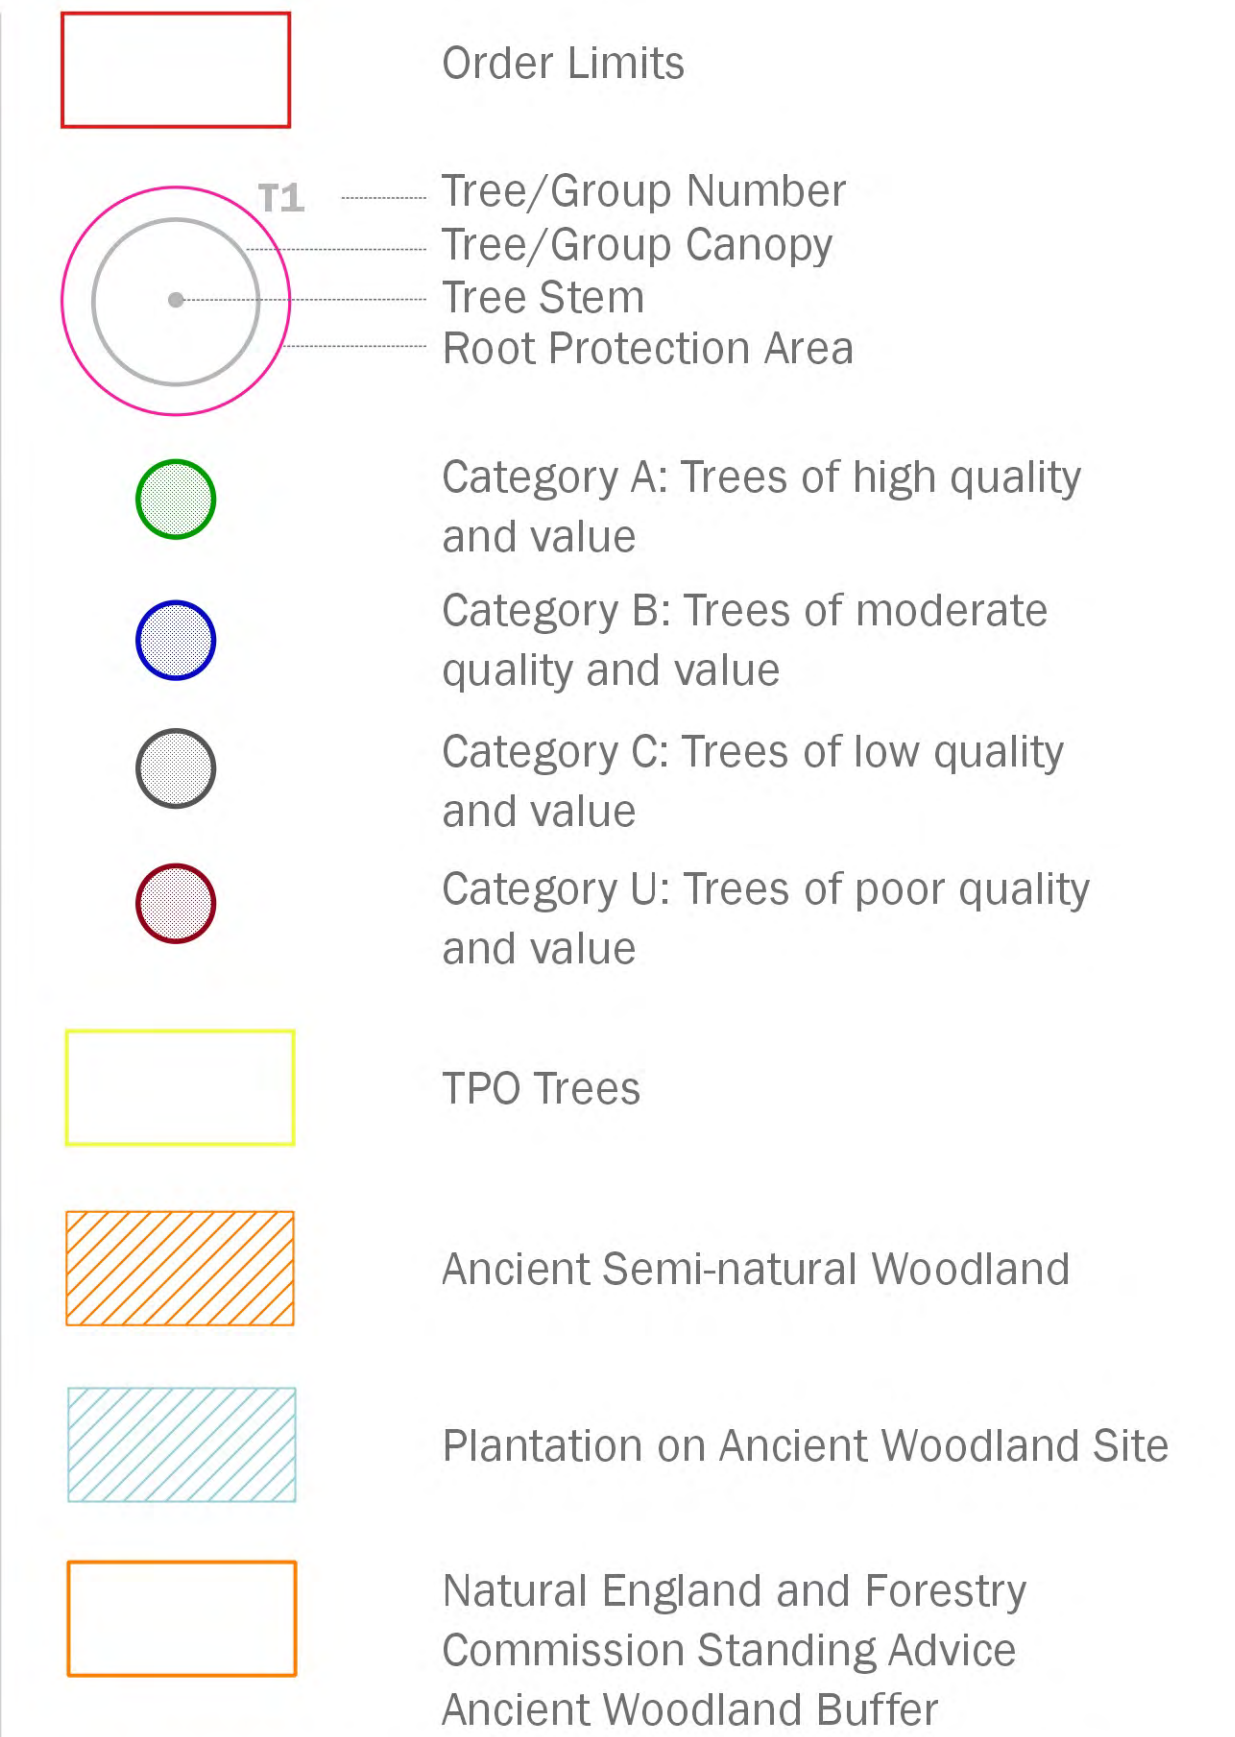 Order Limits
T1
Tree/Group Number
Tree/Group Canopy
Tree Stem
Root Protection Area
Category A: Trees of high quality
and value
Category B: Trees of moderate
quality and value
Category C: Trees of low quality
and value
Category U: Trees of poor quality
and value
TPO Trees
Ancient Semi-natural Woodland
Plantation on Ancient Woodland Site
Natural England and Forestry
Commission Standing Advice
Ancient Woodland Buffer